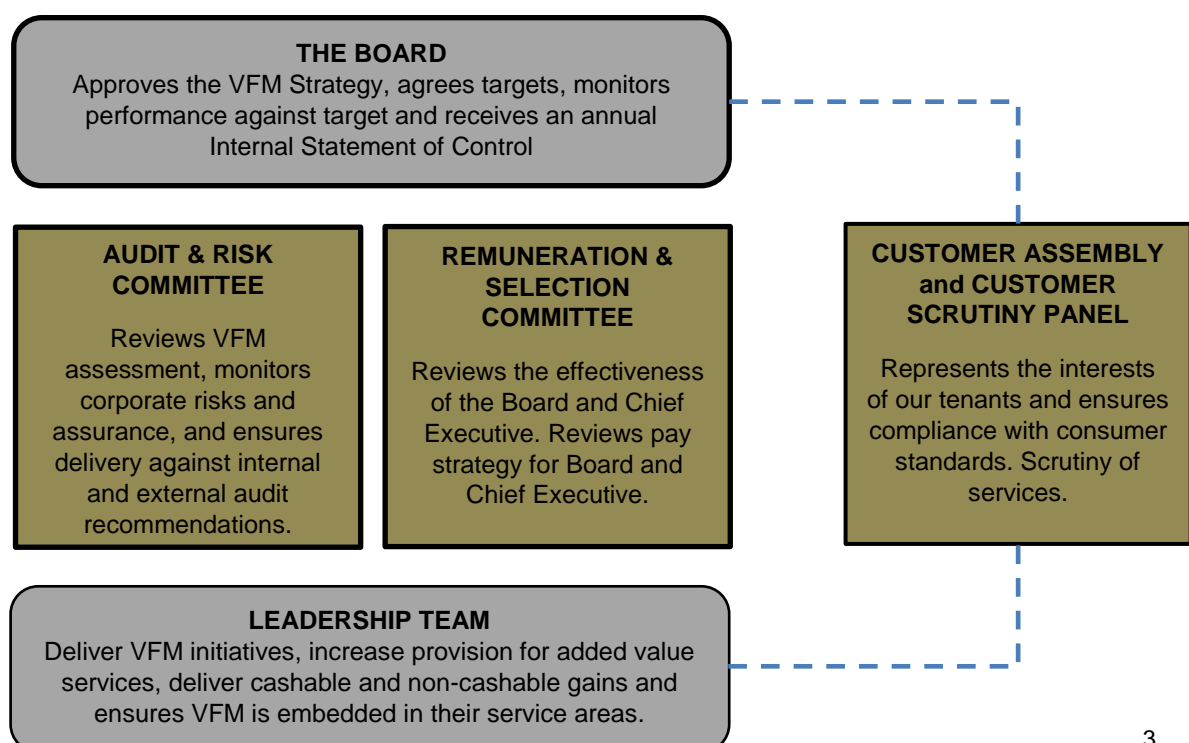 THE BOARD
Approves the VFM Strategy, agrees targets, monitors
performance against target and receives an annual
Internal Statement of Control
AUDIT & RISK
COMMITTEE
Reviews VFM
assessment, monitors
corporate risks and
assurance, and ensures
delivery against internal
and external audit
recommendations.
REMUNERATION &
SELECTION
COMMITTEE
Reviews the effectiveness
of the Board and Chief
Executive. Reviews pay
strategy for Board and
Chief Executive.
CUSTOMER ASSEMBLY
and CUSTOMER
SCRUTINY PANEL
Represents the interests
of our tenants and ensures
compliance with consumer
standards. Scrutiny of
services.
LEADERSHIP TEAM
Deliver VFM initiatives, increase provision for added value
services, deliver cashable and non-cashable gains and
ensures VFM is embedded in their service areas.
3